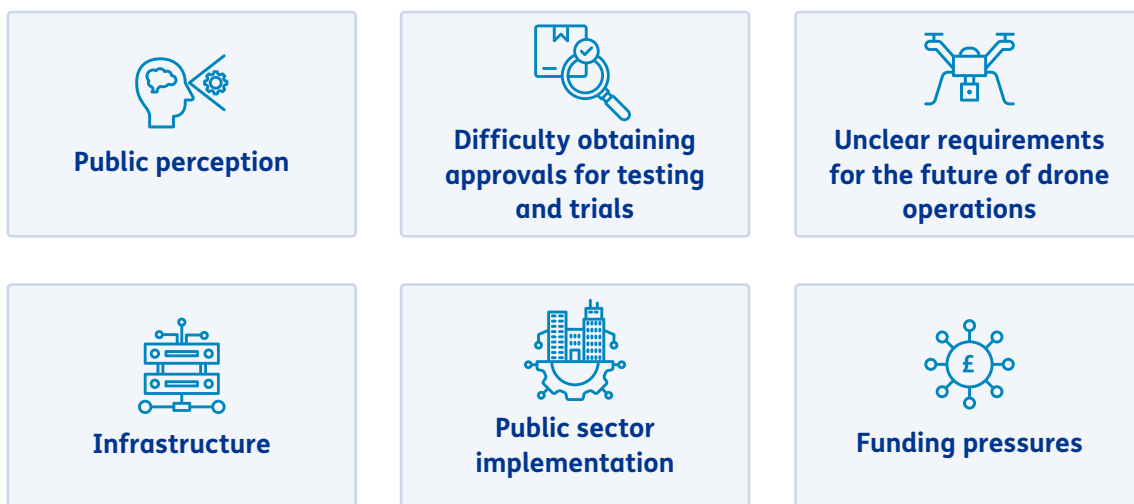 Public perception
Difficulty obtaining
approvals for testing
and trials
Unclear requirements
for the future of drone
operations
Infrastructure
Public sector
implementation
£
Funding pressures